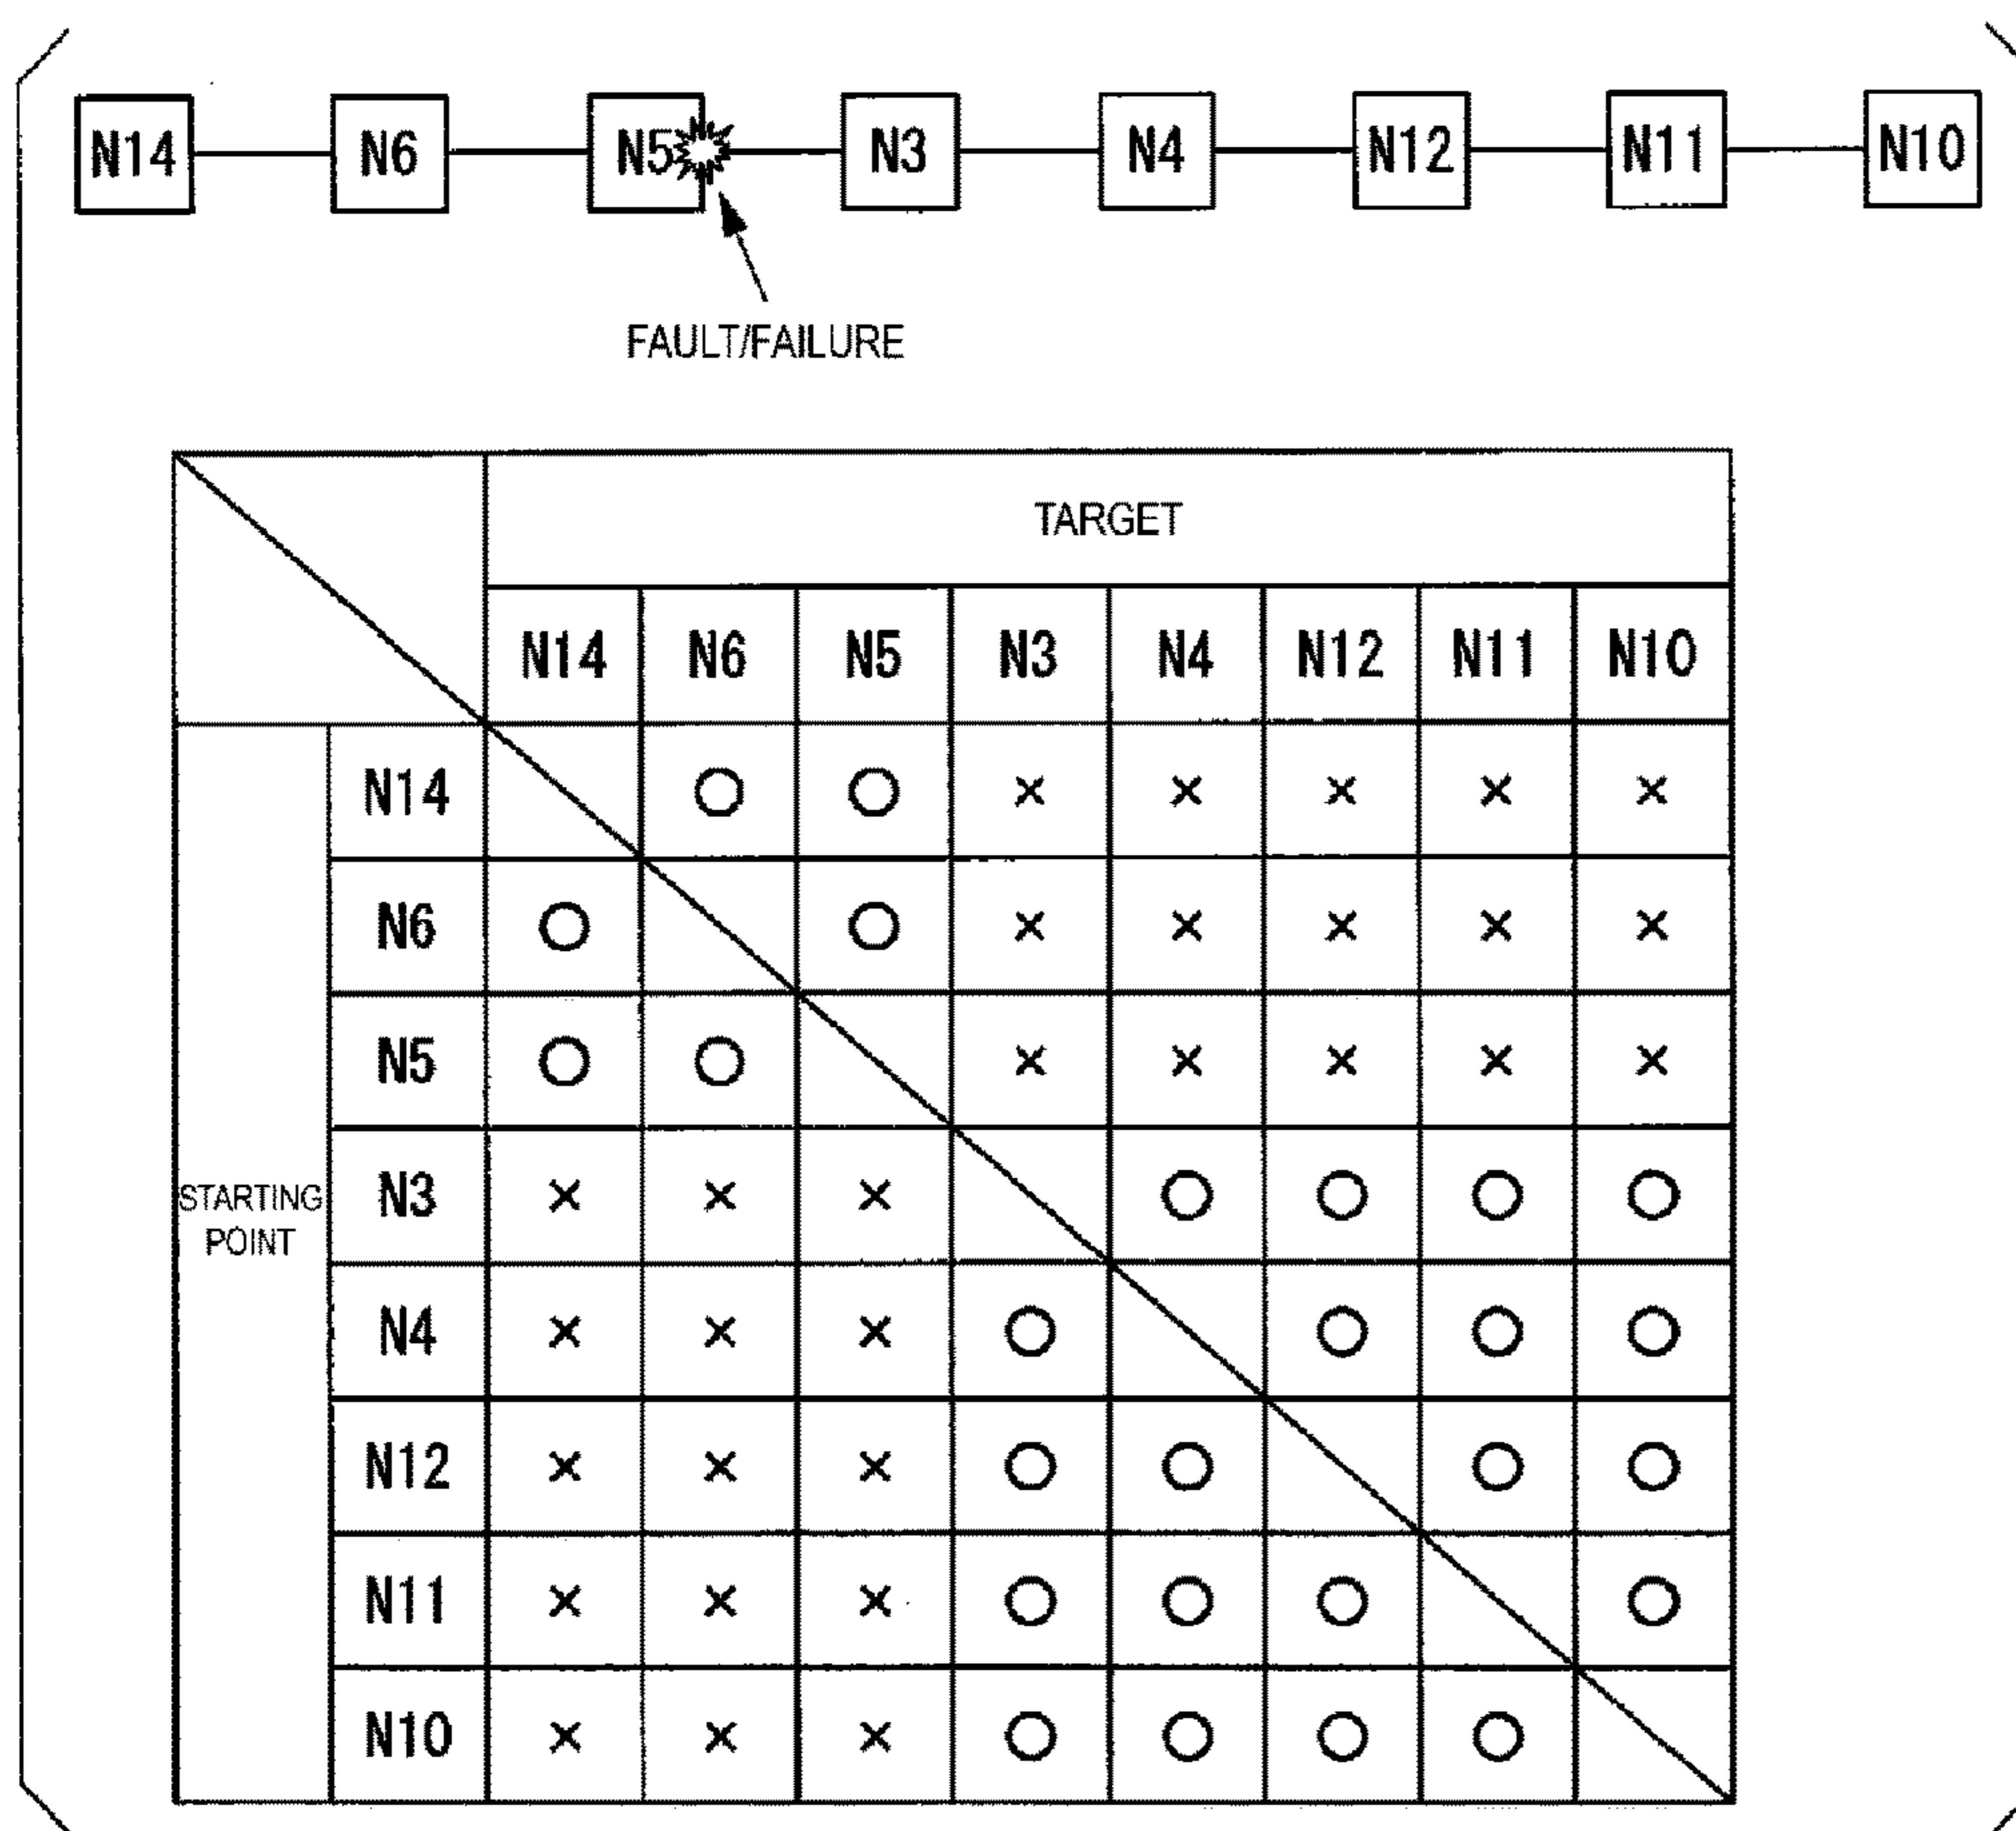 N14 N6 N5 N3 N4 N12 N11 N10
FAULT/FAILURE
TARGET
N14 N6 N5 N3 N4 N12 N11 N10
N14 ○ ○ × × × × ×
N6 ○ ○ × × × × ×
N5 ○ ○ × × × × ×
STARTING
POINT
N3 × × × ○ ○ ○ ○
N4 × × × ○ ○ ○ ○
N12 × × × ○ ○ ○ ○
N11 × × × ○ ○ ○ ○
N10 × × × ○ ○ ○ ○